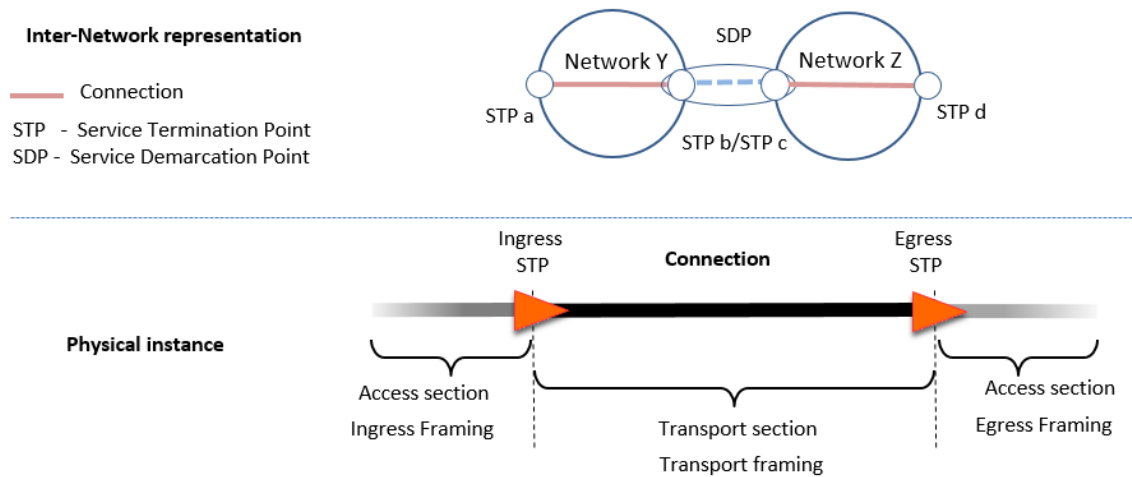 Inter-Network representation
Connection
STP - Service Termination Point
SDP - Service Demarcation Point
SDP
Network Y
Network Z
STP a
STP d
STP b/STP c
Ingress
STP
Connection
Egress
STP
Physical instance
Access section
Ingress Framing
Transport section
Transport framing
Access section
Egress Framing